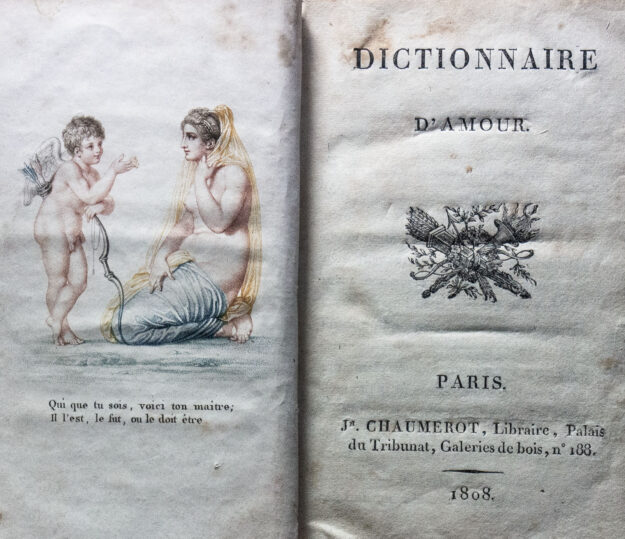 Qui que tu sois, voici ton maitre;
Il l'est, le fut, ou le doit être
DICTIONNAIRE
D'AMOUR.
PARIS.
Jn. CHAUMEROT, Libraire, Palais
du Tribunat, Galeries de bois, n° 188.
1808.